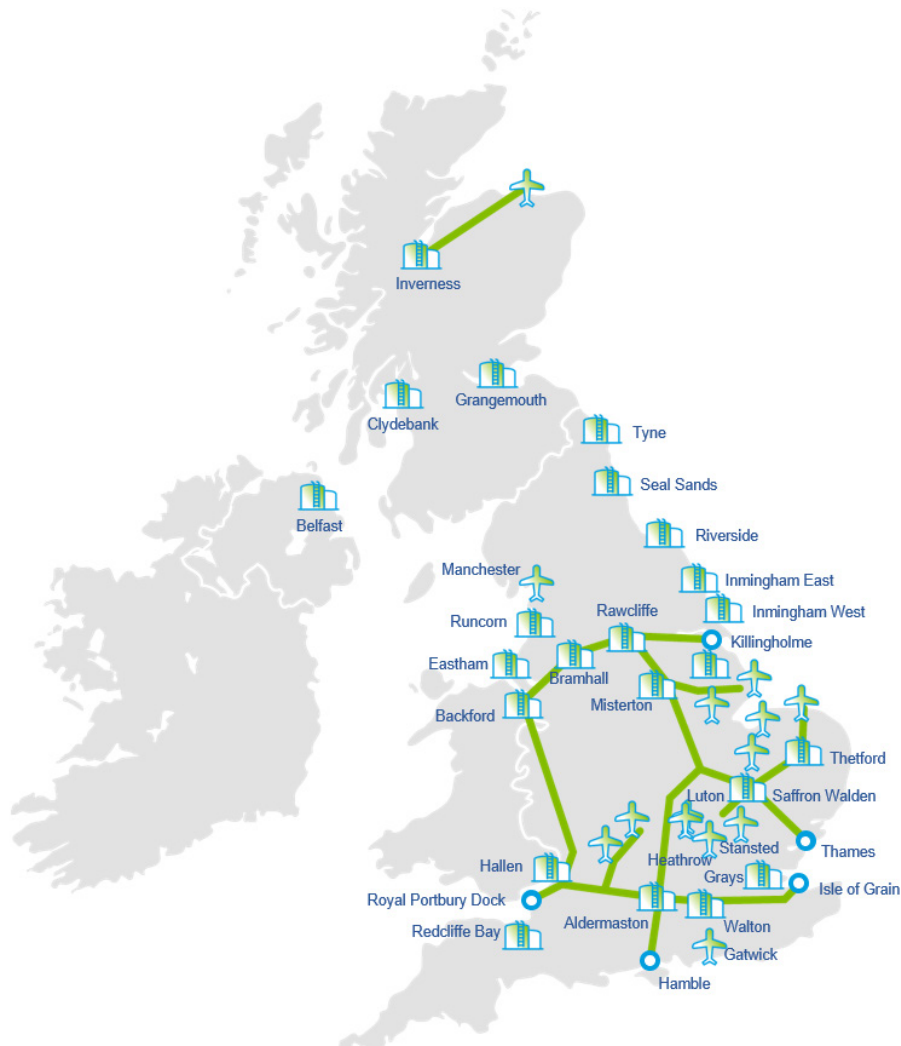 Inverness
Grangemouth
Clydebank
Tyne
Seal Sands
Belfast
Riverside
Manchester
Inmingham East
Rawcliffe
Inmingham West
Runcorn
Killingholme
Eastham
Bramhall
Misterton
Backford
Thetford
Luton
Saffron Walden
Stansted
Thames
Heathrow
Hallen
Grays
Isle of Grain
Royal Portbury Dock
Aldermaston
Walton
Redcliffe Bay
Gatwick
Hamble